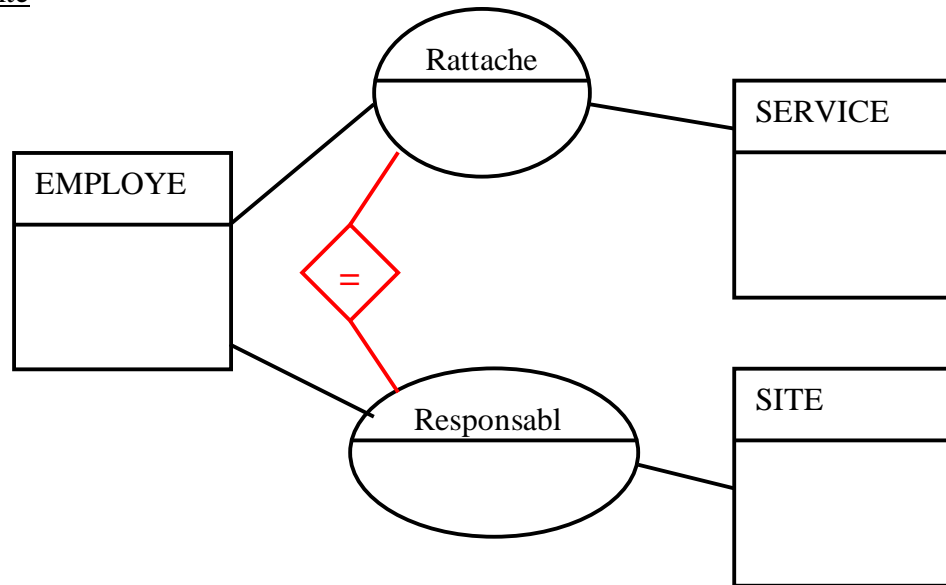 Rattache
SERVICE
EMPLOYE
=
Responsabl
SITE